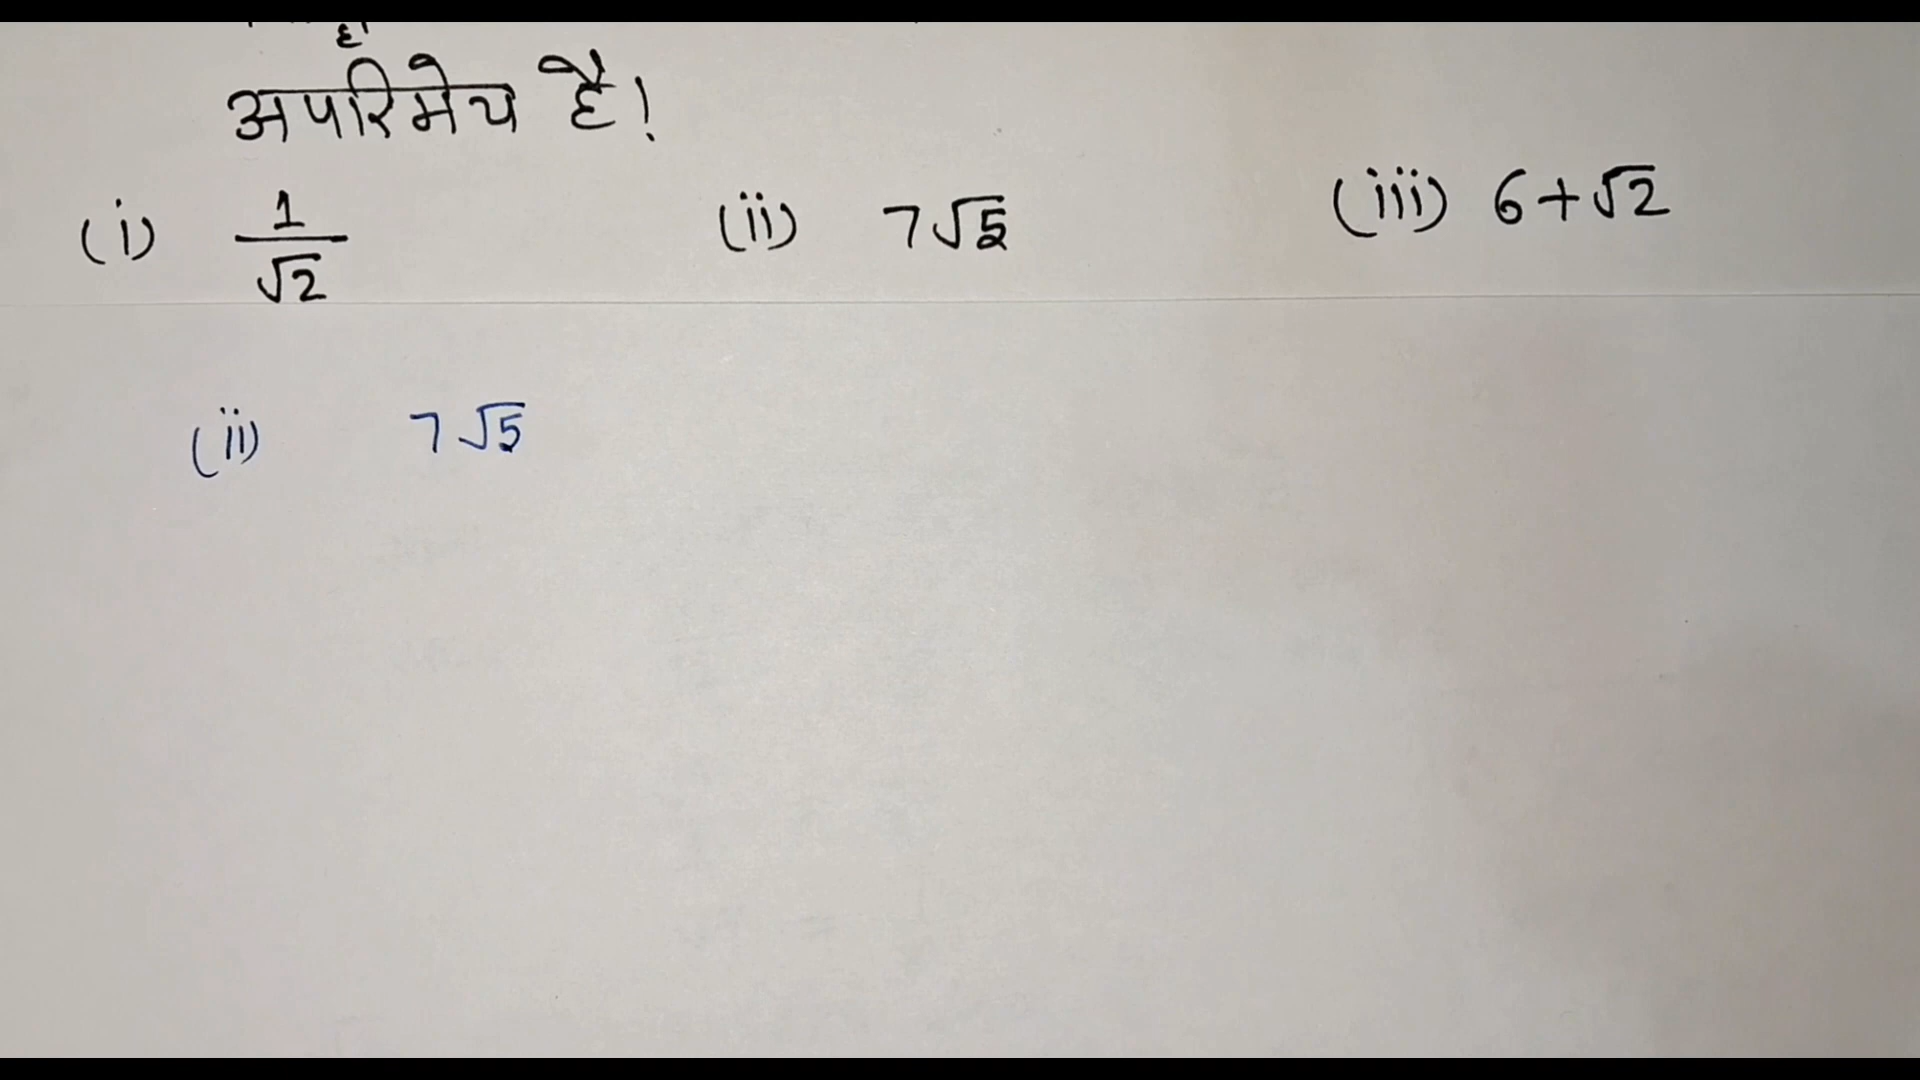 अपरिमेय है!
(i) 1/√2 (ii) 7√5 (iii) 6+√2
(ii) 7√5